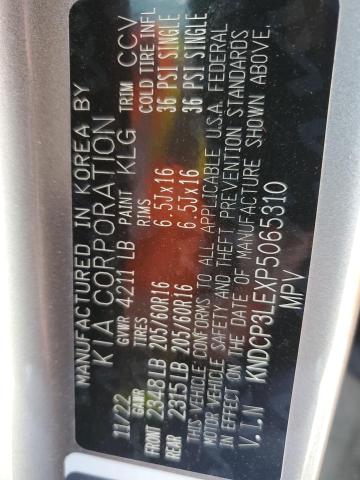 MANUFACTURED IN KOREA BY
KIA CORPORATION
11/22 GVWR 4211 LB PAINT KLG TRIM CCV
GAWR TIRES RIMS COLD TIRE INFL
FRONT 2348 LB 205/60R16 6.5Jx16 36 PSI SINGLE
REAR 2315 LB 205/60R16 6.5Jx16 36 PSI SINGLE
THIS VEHICLE CONFORMS TO ALL APPLICABLE U.S.A. FEDERAL
MOTOR VEHICLE SAFETY AND THEFT PREVENTION STANDARDS
IN EFFECT ON THE DATE OF MANUFACTURE SHOWN ABOVE.
V.I.N KNDCP3LEXP5065310
MPV